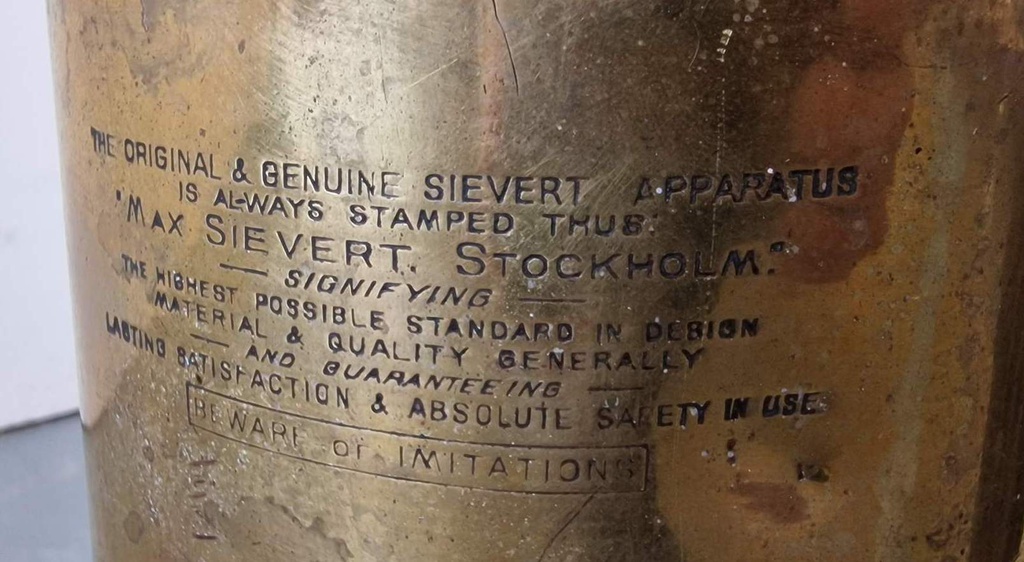 THE ORIGINAL & GENUINE SIEVERT APPARATUS
IS ALWAYS STAMPED THUS:
"MAX SIEVERT. STOCKHOLM."
— SIGNIFYING —
THE HIGHEST POSSIBLE STANDARD IN DESIGN
MATERIAL & QUALITY GENERALLY
— AND GUARANTEEING —
LASTING SATISFACTION & ABSOLUTE SAFETY IN USE.
BEWARE OF IMITATIONS